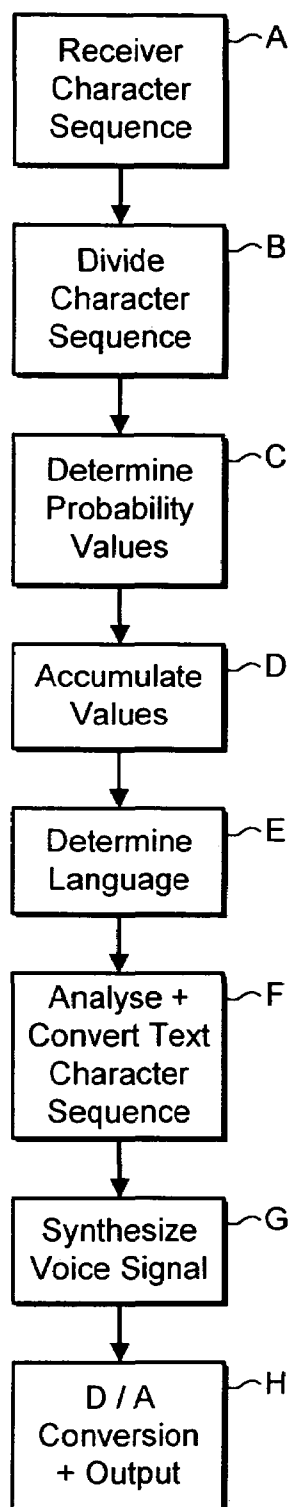 Receiver
Character
Sequence
A
Divide
Character
Sequence
B
Determine
Probability
Values
C
Accumulate
Values
D
Determine
Language
E
Analyse +
Convert Text
Character
Sequence
F
Synthesize
Voice Signal
G
D / A
Conversion
+ Output
H